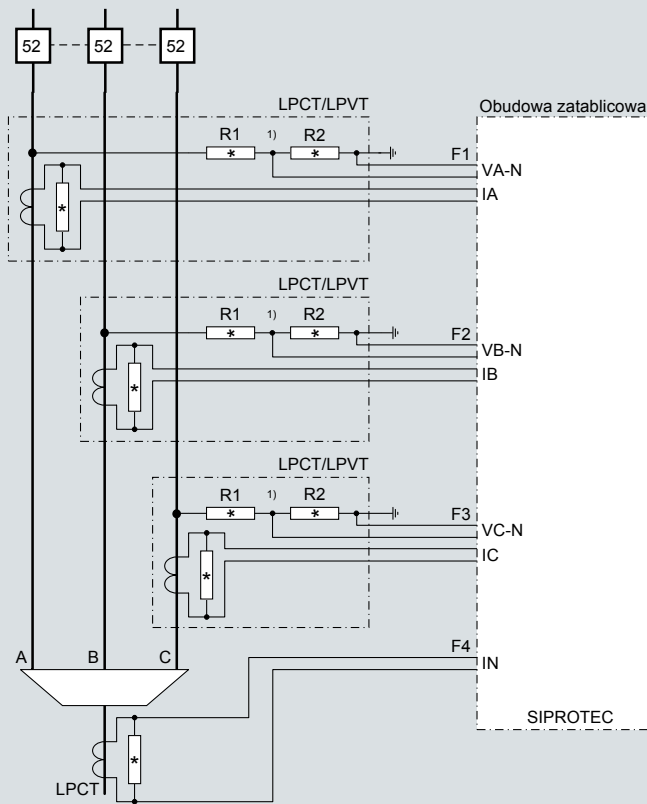 52 52 52
LPCT/LPVT
Obudowa zatablicowa
R1 1) R2
F1
VA-N
IA
*
*
*
LPCT/LPVT
R1 1) R2
F2
VB-N
IB
*
*
*
LPCT/LPVT
R1 1) R2
F3
VC-N
IC
*
*
*
A B C
F4
IN
SIPROTEC
*
LPCT